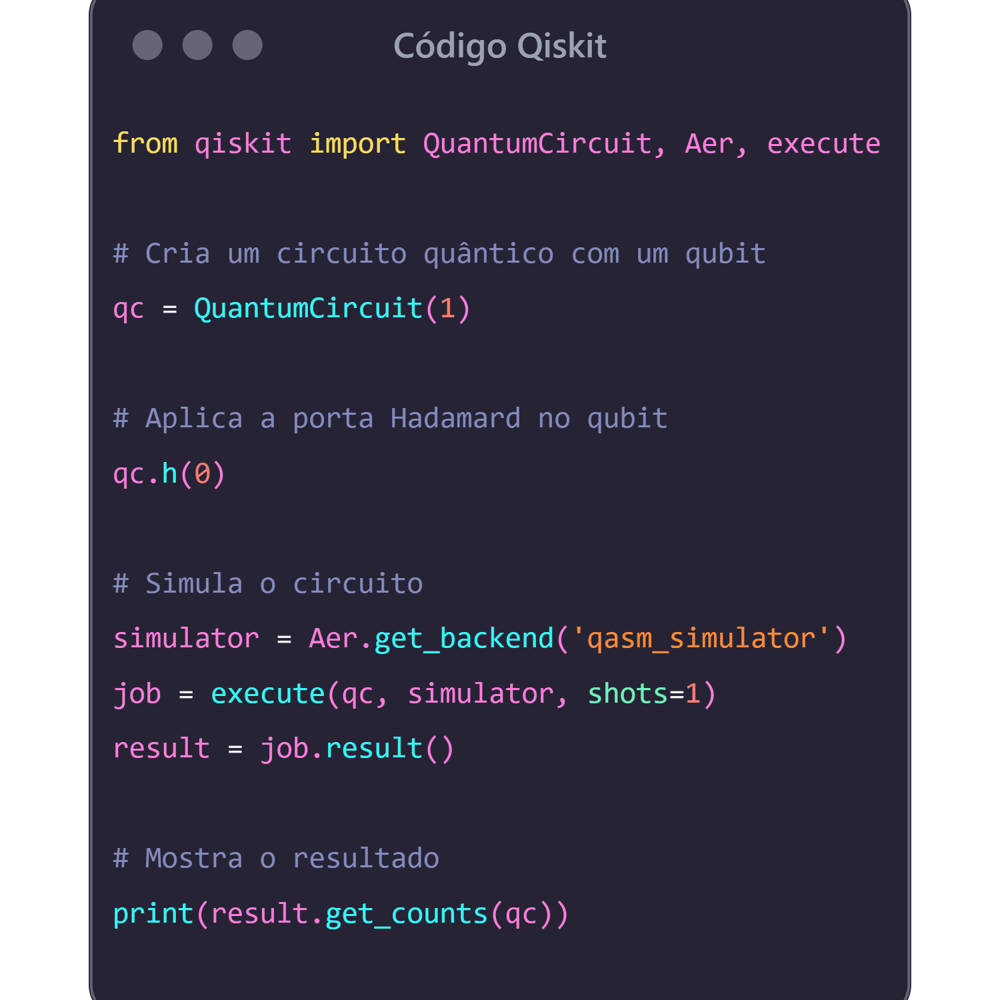 Código Qiskit
from qiskit import QuantumCircuit, Aer, execute
# Cria um circuito quântico com um qubit
qc = QuantumCircuit(1)
# Aplica a porta Hadamard no qubit
qc.h(0)
# Simula o circuito
simulator = Aer.get_backend('qasm_simulator')
job = execute(qc, simulator, shots=1)
result = job.result()
# Mostra o resultado
print(result.get_counts(qc))